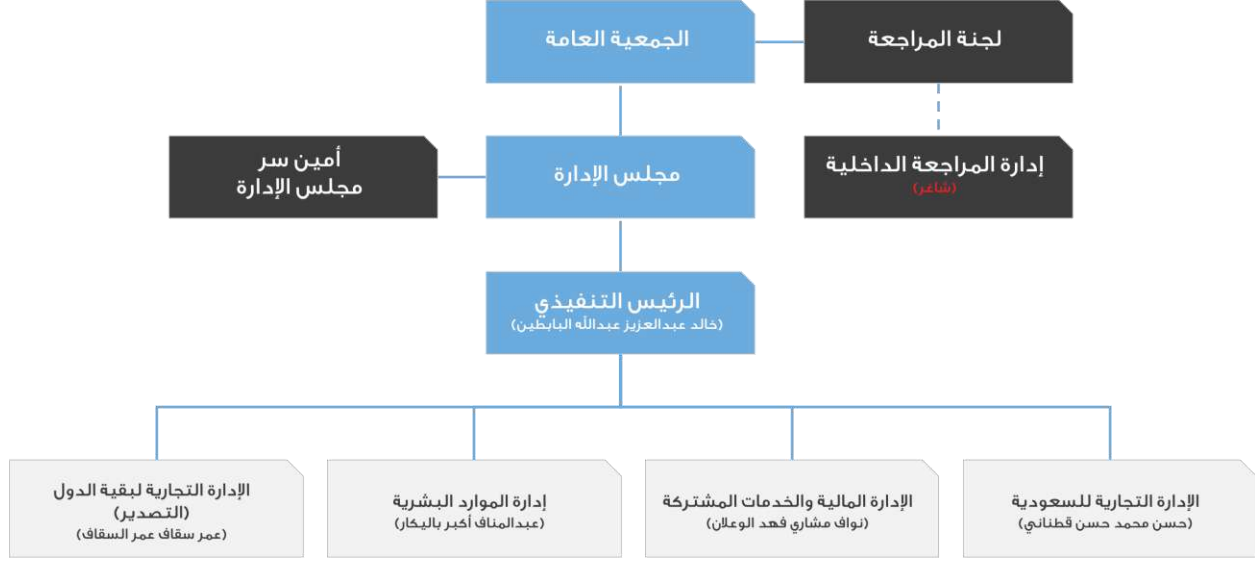 لجنة المراجعة
الجمعية العامة
إدارة المراجعة الداخلية
(شاغر)
مجلس الإدارة
أمين سر
مجلس الإدارة
الرئيس التنفيذي
(خالد عبدالعزيز عبدالله البابطين)
الإدارة التجارية للسعودية
(حسن محمد حسن قطناني)
الإدارة المالية والخدمات المشتركة
(نواف مشاري فهد الوعلان)
إدارة الموارد البشرية
(عبدالمناف أكبر باليكار)
الإدارة التجارية لبقية الدول
(التصدير)
(عمر سقاف عمر السقاف)